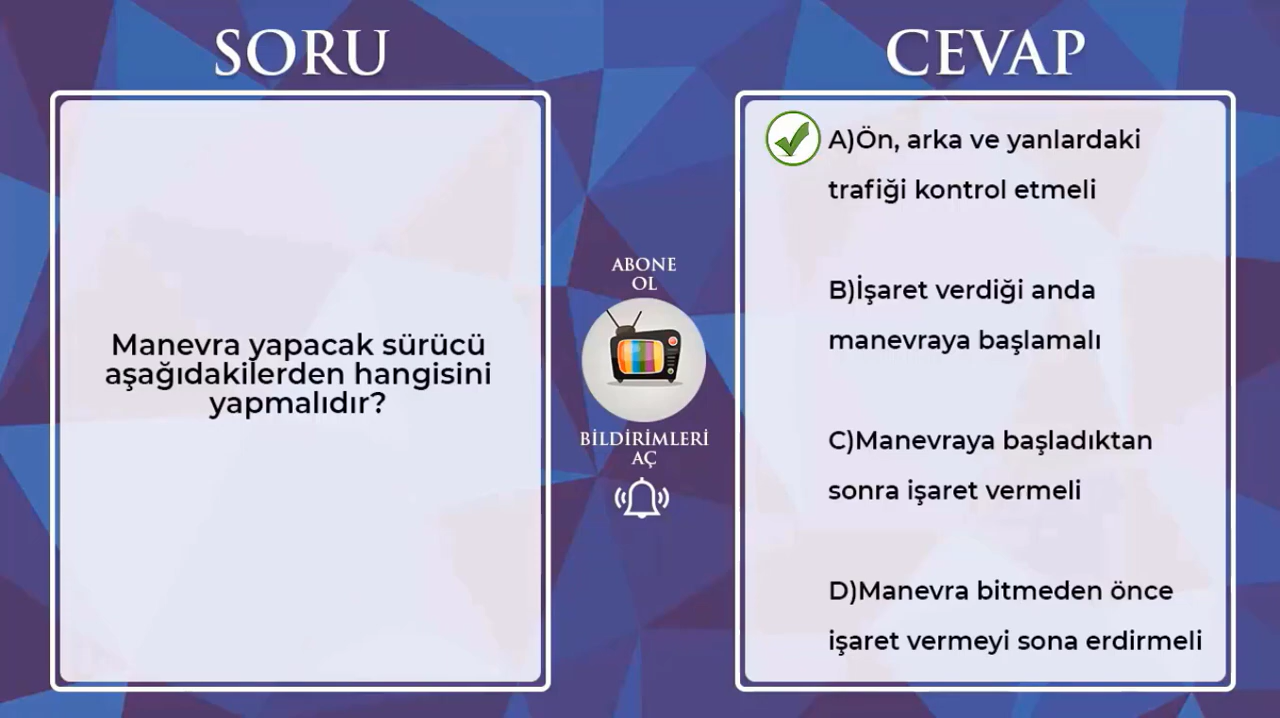 SORU
Manevra yapacak sürücü
aşağıdakilerden hangisini
yapmalıdır?
ABONE
OL
BİLDİRİMLERİ
AÇ
CEVAP
A)Ön, arka ve yanlardaki
trafiği kontrol etmeli
B)İşaret verdiği anda
manevraya başlamalı
C)Manevraya başladıktan
sonra işaret vermeli
D)Manevra bitmeden önce
işaret vermeyi sona erdirmeli